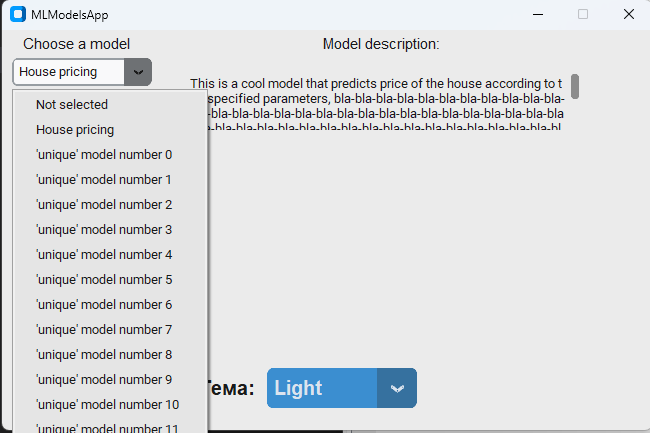 MLModelsApp
Choose a model
Model description:
House pricing
This is a cool model that predicts price of the house according to t
specified parameters, bla-bla-bla-bla-bla-bla-bla-bla-bla-bla-bla-
-bla-bla-bla-bla-bla-bla-bla-bla-bla-bla-bla-bla-bla-bla-bla-bla
-bla-bla-bla-bla-bla-bla-bla-bla-bla-bla-bla-bla-bla-bla-bla-bl
Not selected
House pricing
'unique' model number 0
'unique' model number 1
'unique' model number 2
'unique' model number 3
'unique' model number 4
'unique' model number 5
'unique' model number 6
'unique' model number 7
'unique' model number 8
'unique' model number 9
'unique' model number 10
'unique' model number 11
Тема:
Light